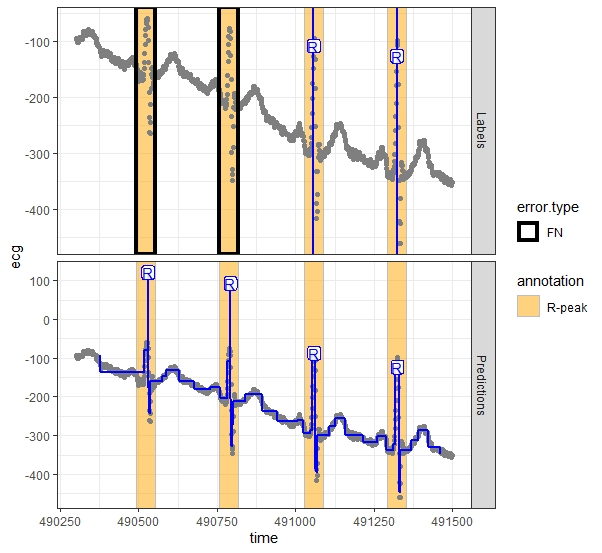 -100
-200
-300
-400
R
R
Labels
ecg
100
0
-100
-200
-300
-400
R
R
R
R
Predictions
490250
490500
490750
491000
491250
491500
time
error.type
FN
annotation
R-peak